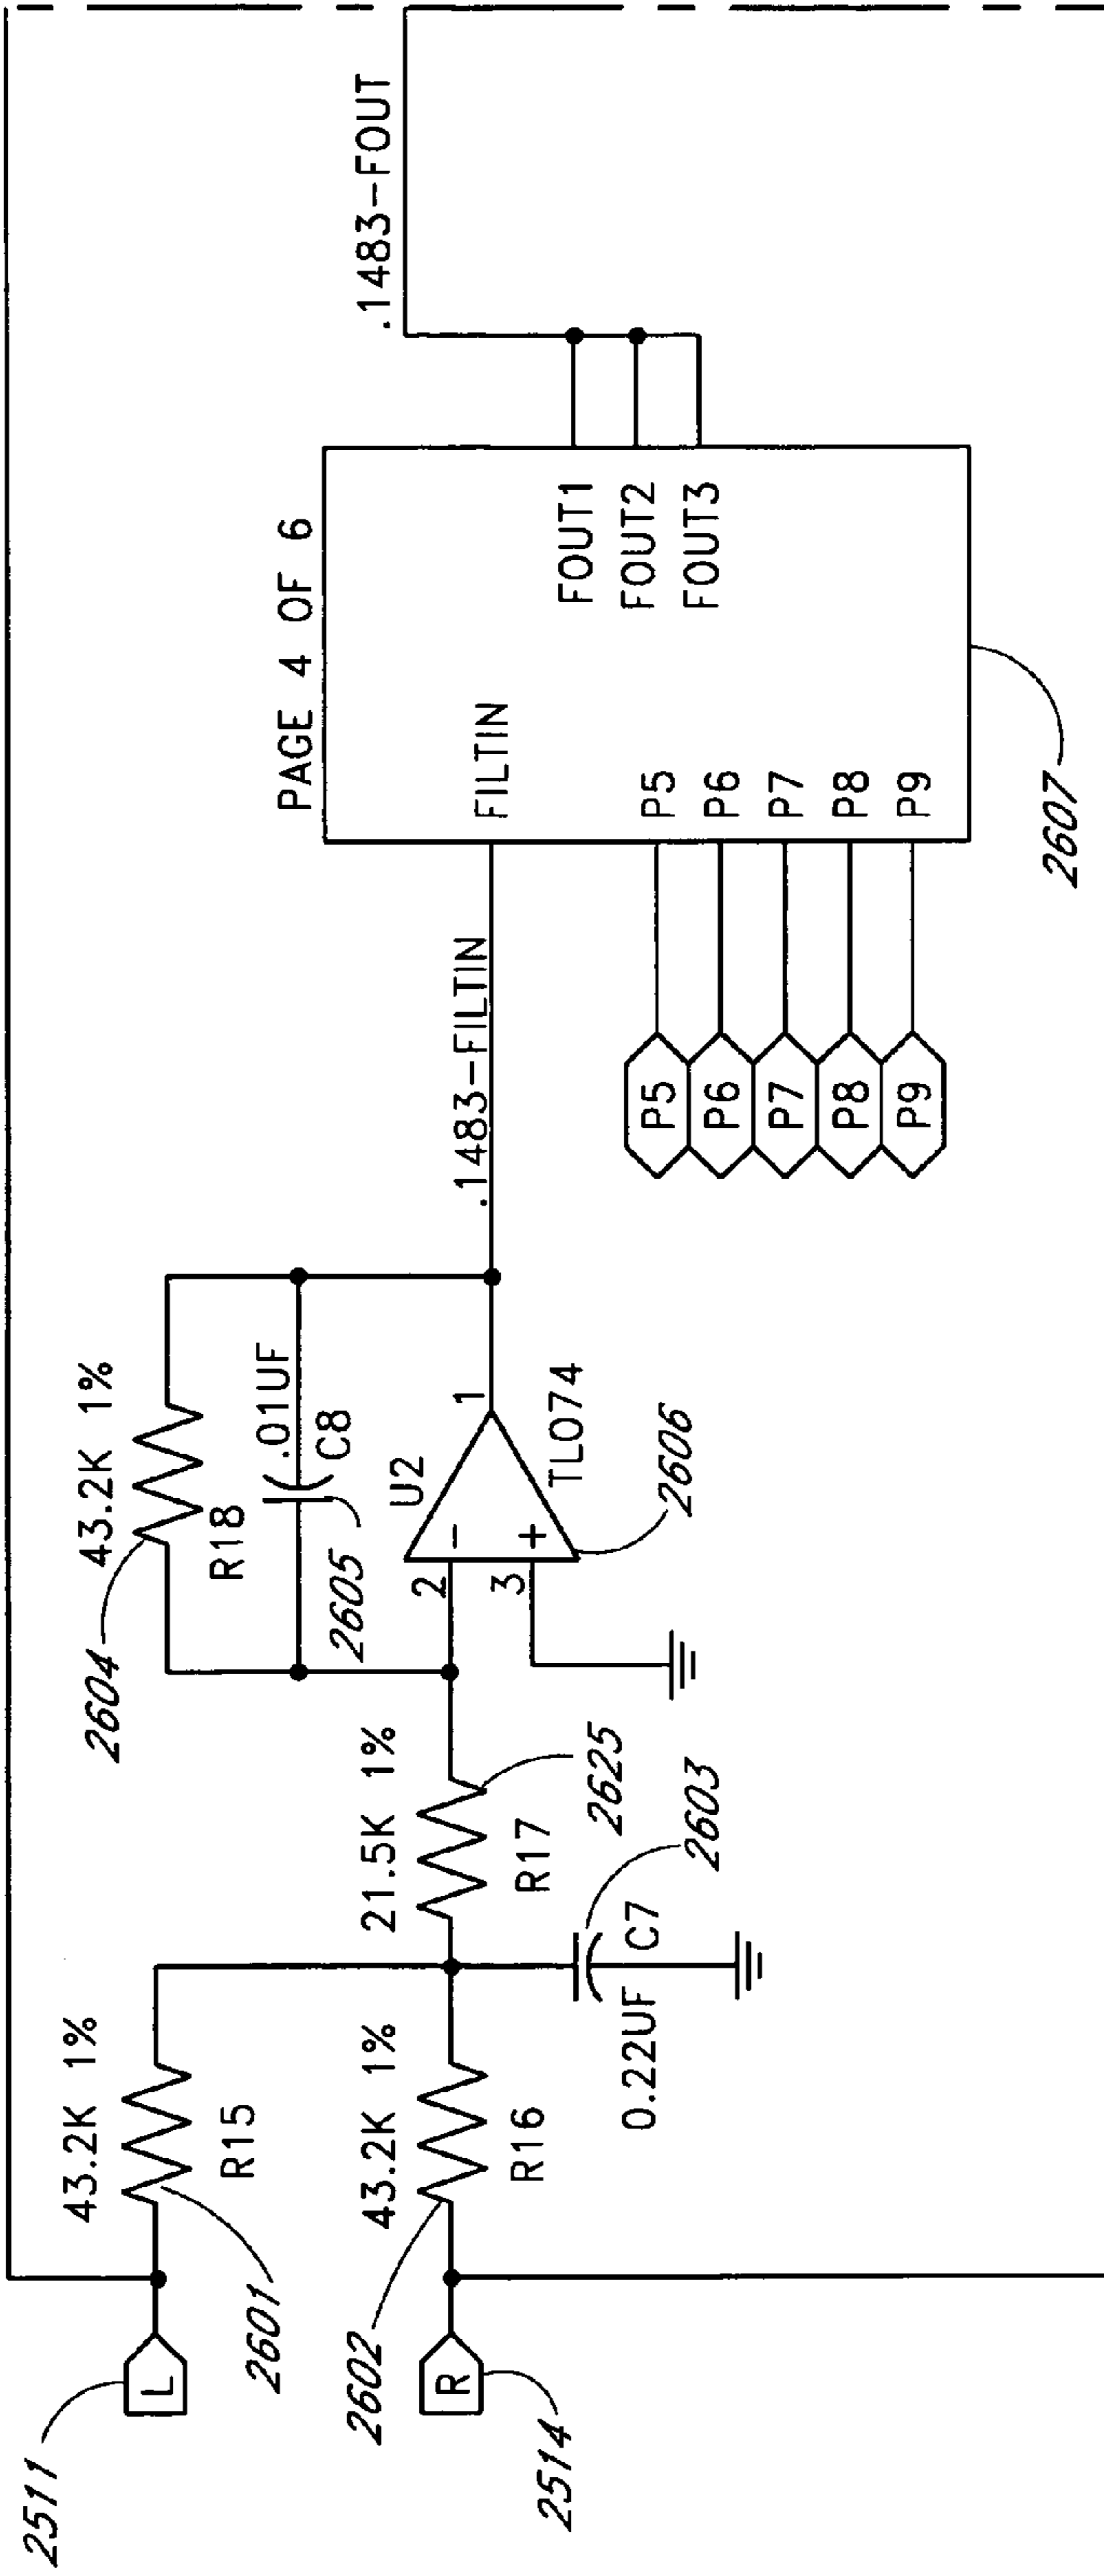 2511
L
43.2K 1%
R15
2601
2514
R
43.2K 1%
R16
2602
0.22UF
C7
2603
21.5K 1%
R17
2625
43.2K 1%
R18
2604
.01UF
C8
2605
U2
2
-
3
+
1
TL074
2606
.1483-FILTIN
P5
P6
P7
P8
P9
PAGE 4 OF 6
FILTIN
P5
P6
P7
P8
P9
FOUT1
FOUT2
FOUT3
2607
.1483-FOUT